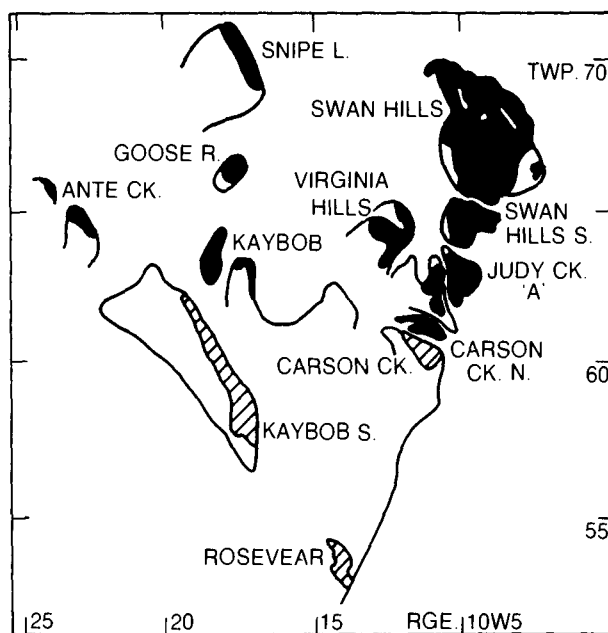 SNIPE L.
TWP. 70
SWAN HILLS
GOOSE R.
ANTE CK.
VIRGINIA
HILLS
KAYBOB
SWAN
HILLS S.
JUDY CK.
'A'
CARSON CK.
CARSON
CK. N.
60
KAYBOB S.
55
ROSEVEAR
25
20
15
RGE. 10W5